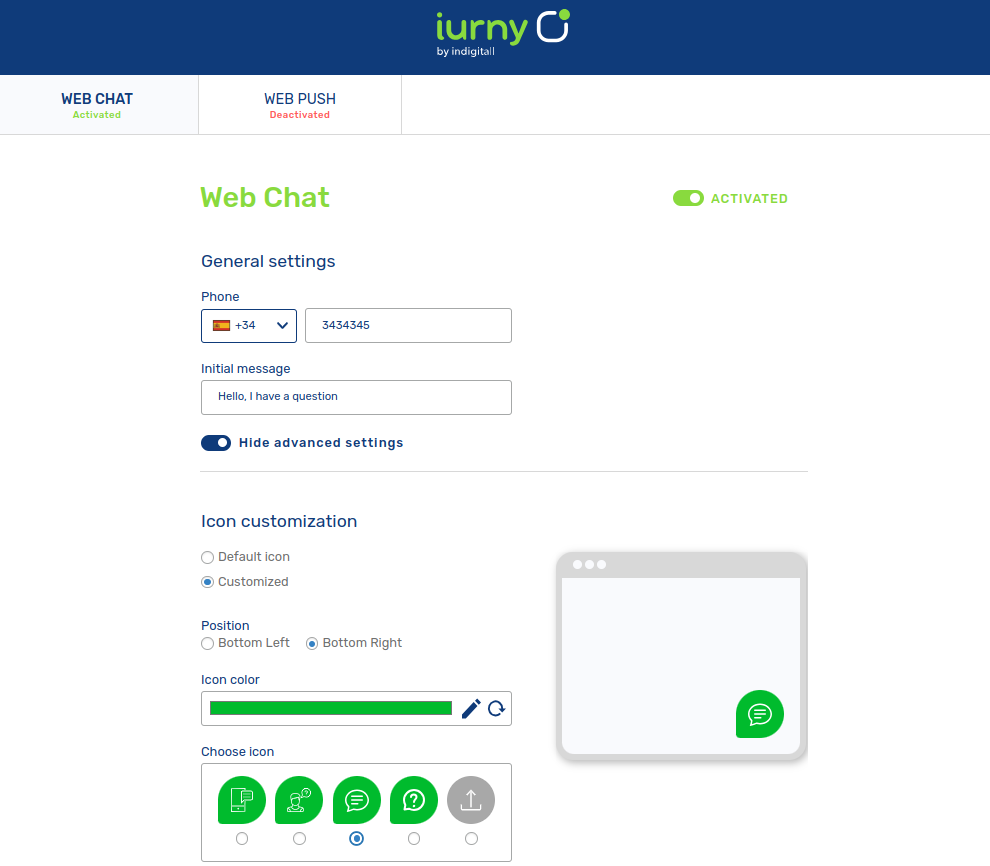 iurny
by indigitall
WEB CHAT
Activated
WEB PUSH
Deactivated
Web Chat
ACTIVATED
General settings
Phone
+34
3434345
Initial message
Hello, I have a question
Hide advanced settings
Icon customization
Default icon
Customized
Position
Bottom Left
Bottom Right
Icon color
Choose icon
?
?